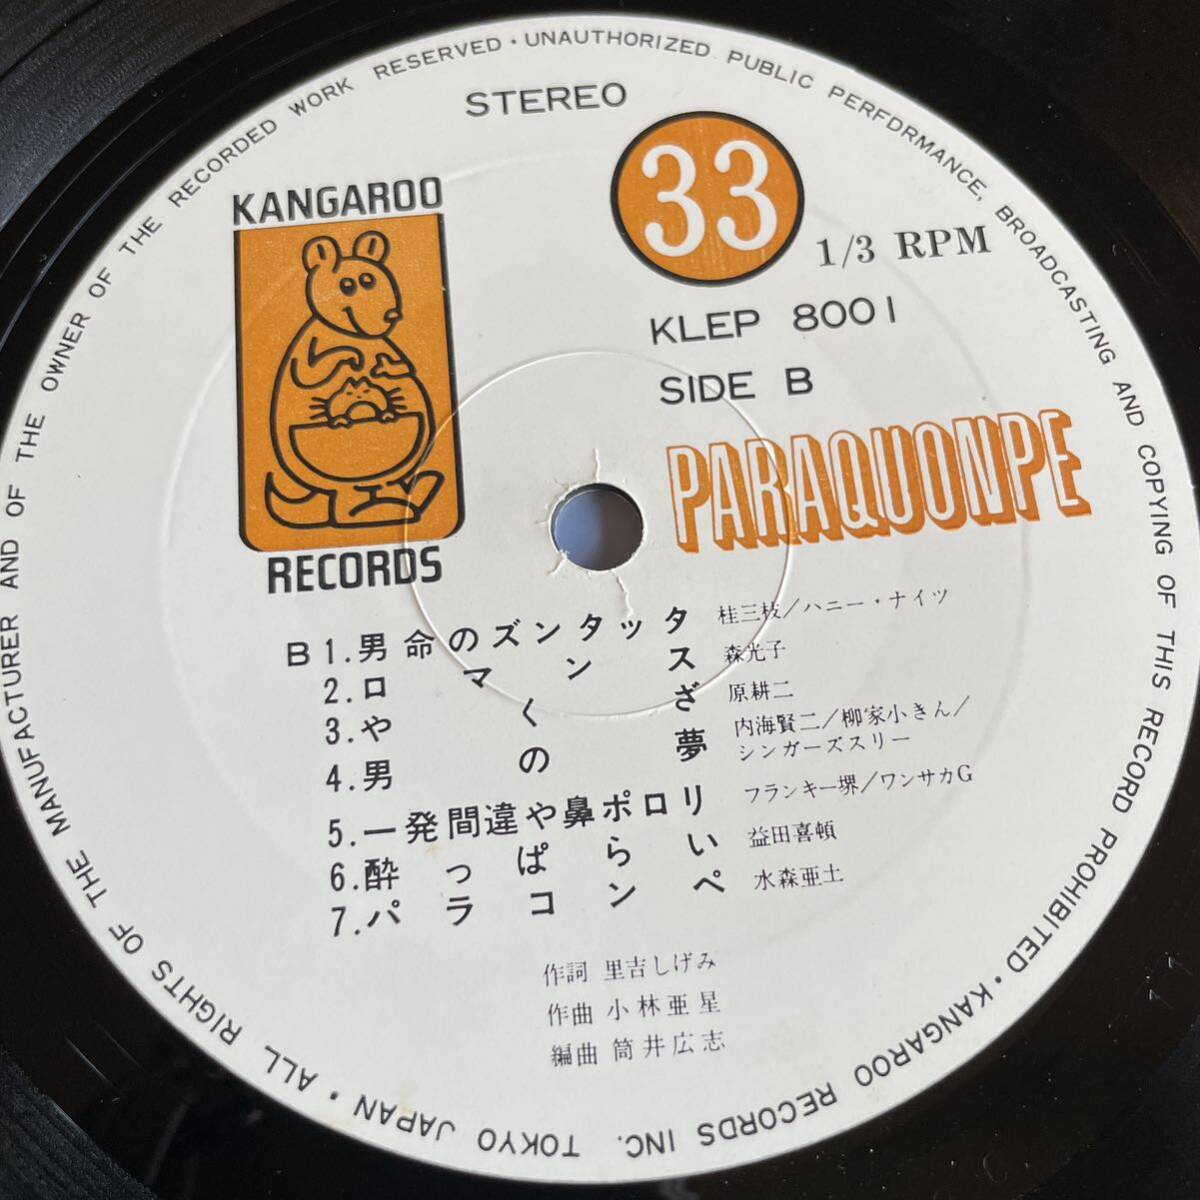 ALL RIGHTS OF THE MANUFACTURER AND OF THE OWNER OF THE RECORDED WORK RESERVED · UNAUTHORIZED PUBLIC PERFDRMANCE, BROADCASTING AND COPYING OF THIS RECORD PROHIBITED · KANGAROO RECORDS INC. TOKYO JAPAN ·
STEREO
KANGAROO
RECORDS
33
1/3 RPM
KLEP 8001
SIDE B
PARAQUONPE
B1.男命のズンタッタ 桂三枝/ハニー・ナイツ
2.ロマンス 森光子
3.やくざ 原耕二
4.男の夢 内海賢二/柳家小きん/
シンガーズスリー
5.一発間違や鼻ポロリ フランキー堺/ワンサカG
6.酔っぱらい 益田喜頓
7.パラコンペ 水森亜土
作詞 里吉しげみ
作曲 小林亜星
編曲 筒井広志